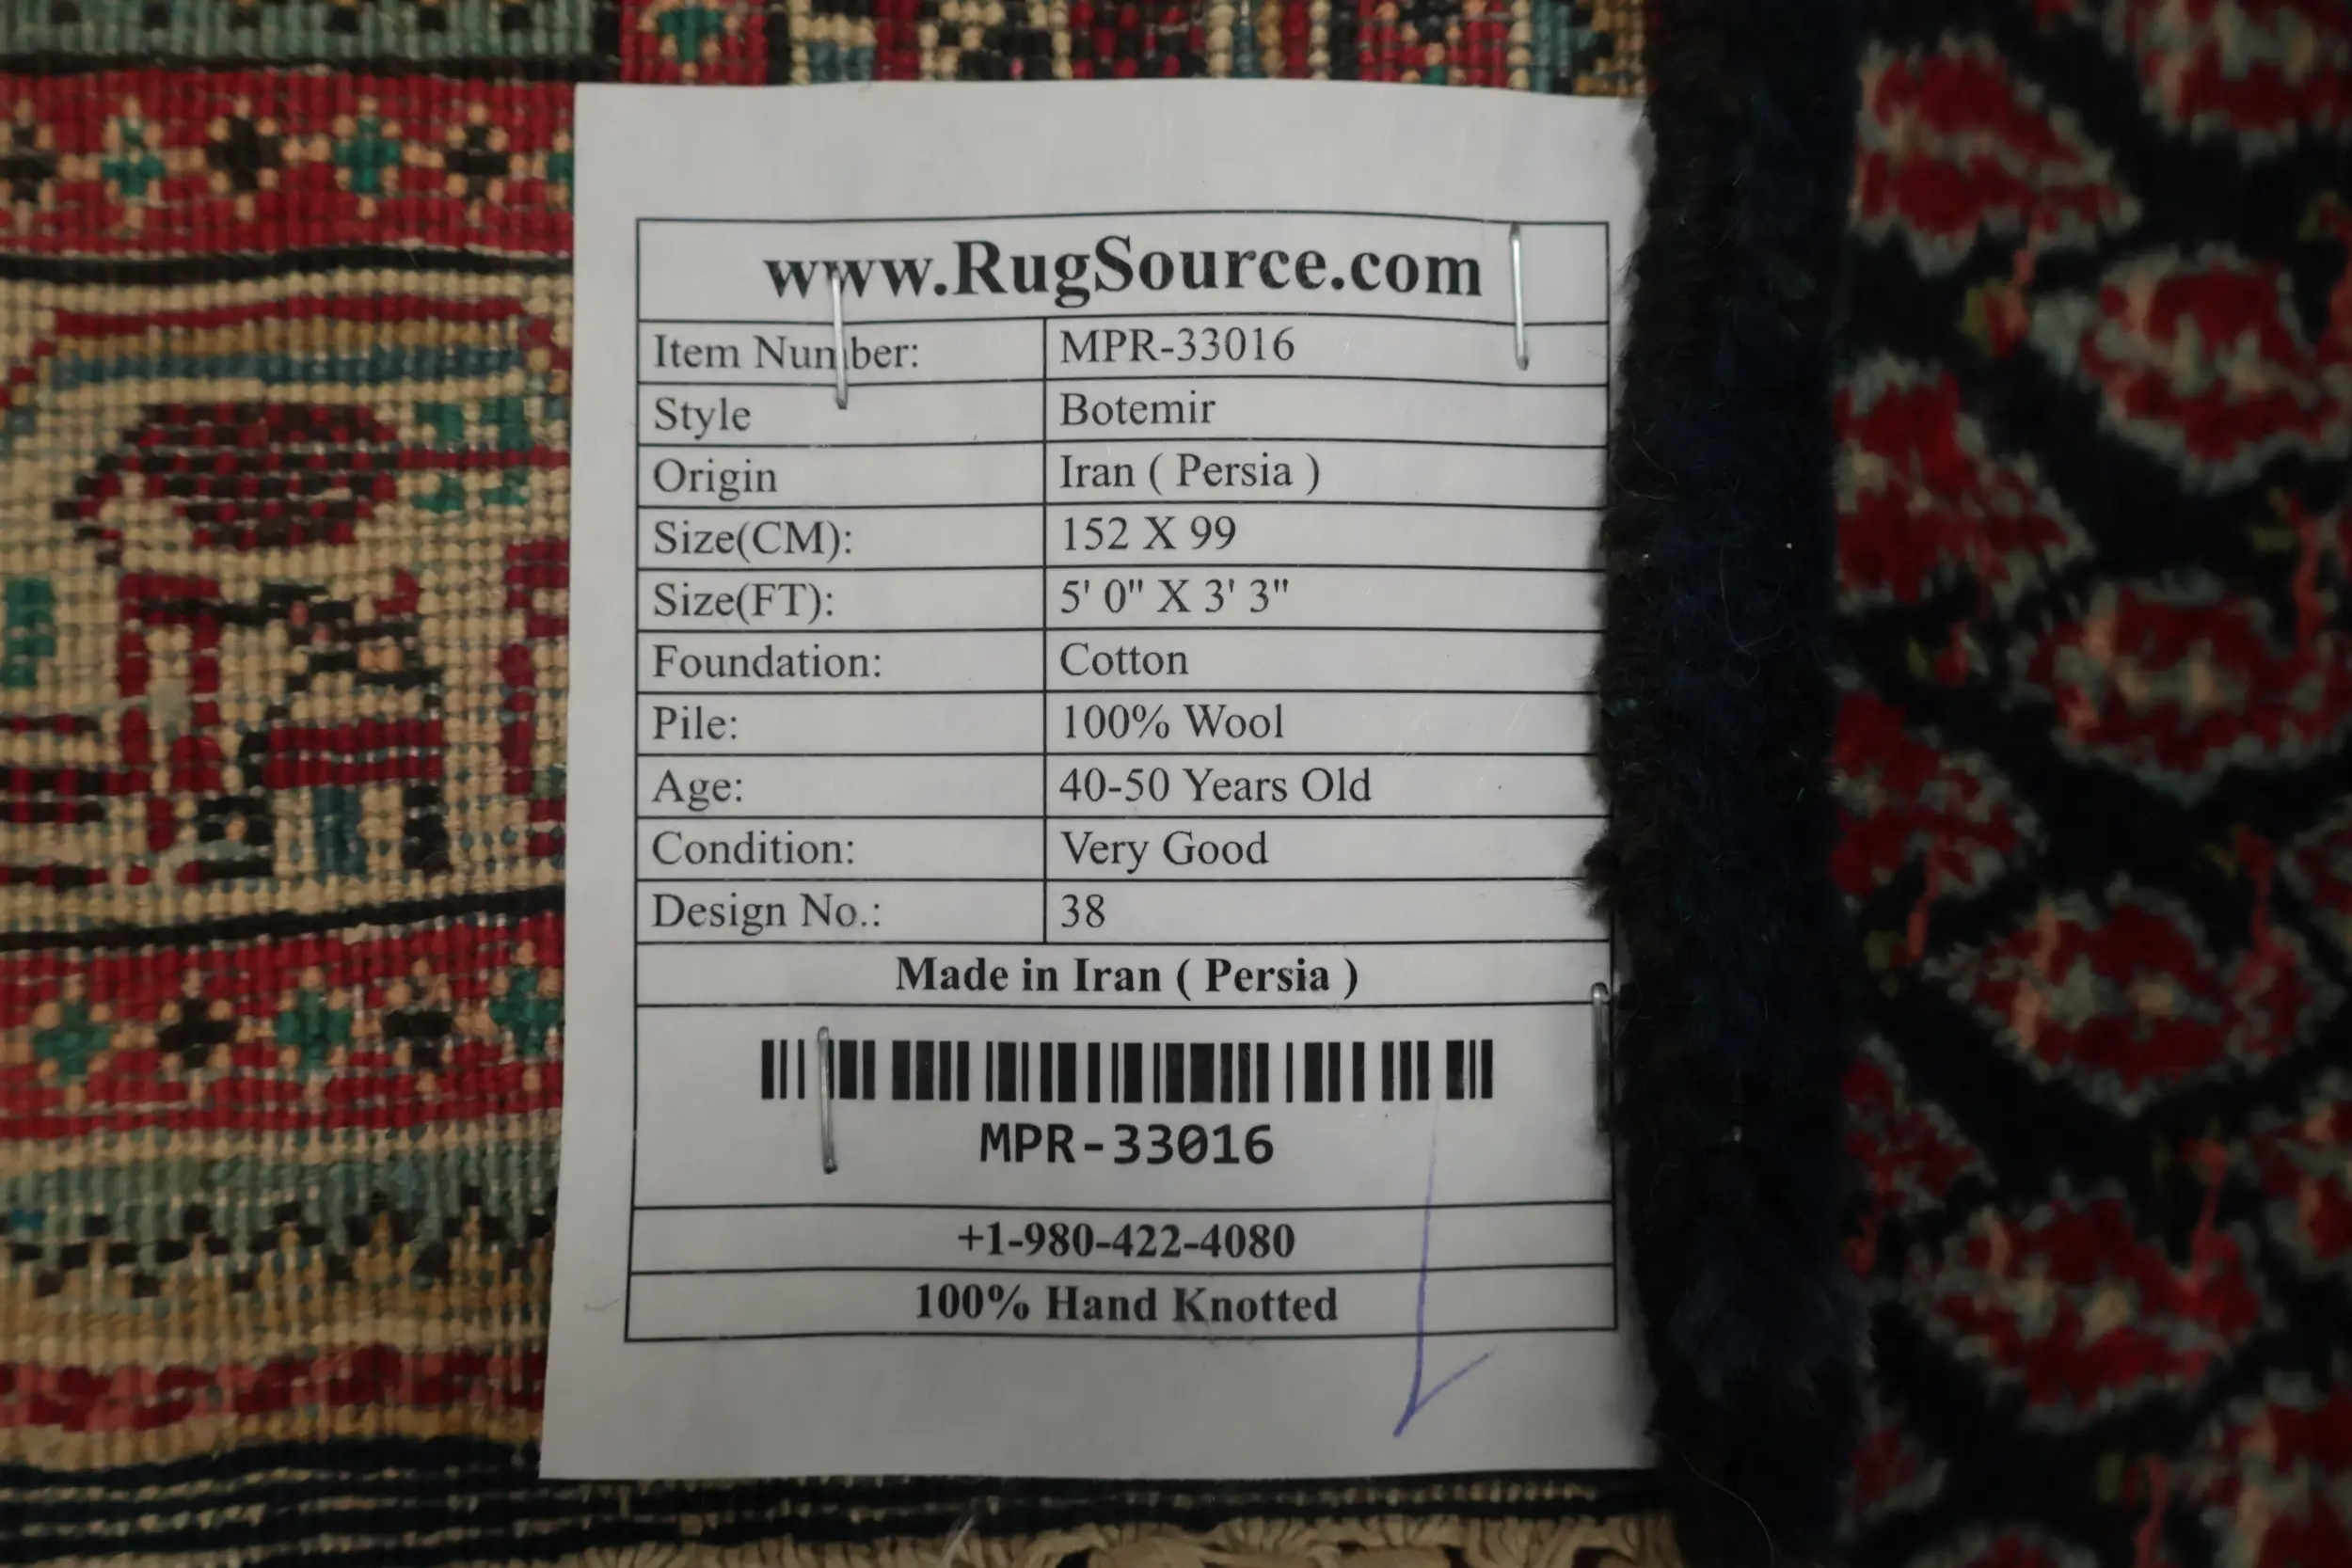 www.RugSource.com
Item Number: MPR-33016
Style Botemir
Origin Iran ( Persia )
Size(CM): 152 X 99
Size(FT): 5' 0" X 3' 3"
Foundation: Cotton
Pile: 100% Wool
Age: 40-50 Years Old
Condition: Very Good
Design No.: 38
Made in Iran ( Persia )
MPR-33016
+1-980-422-4080
100% Hand Knotted